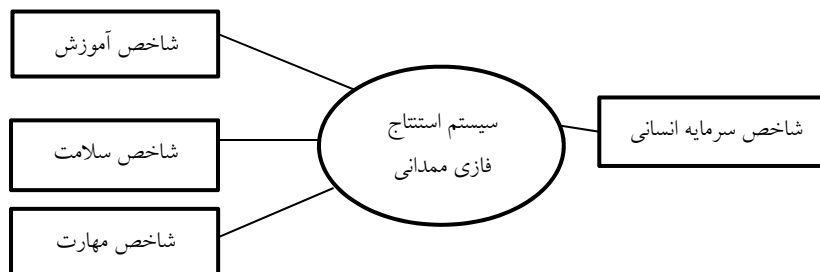 شاخص آموزش
شاخص سلامت
شاخص مهارت
سیستم استنتاج
فازی ممدانی
شاخص سرمایه انسانی